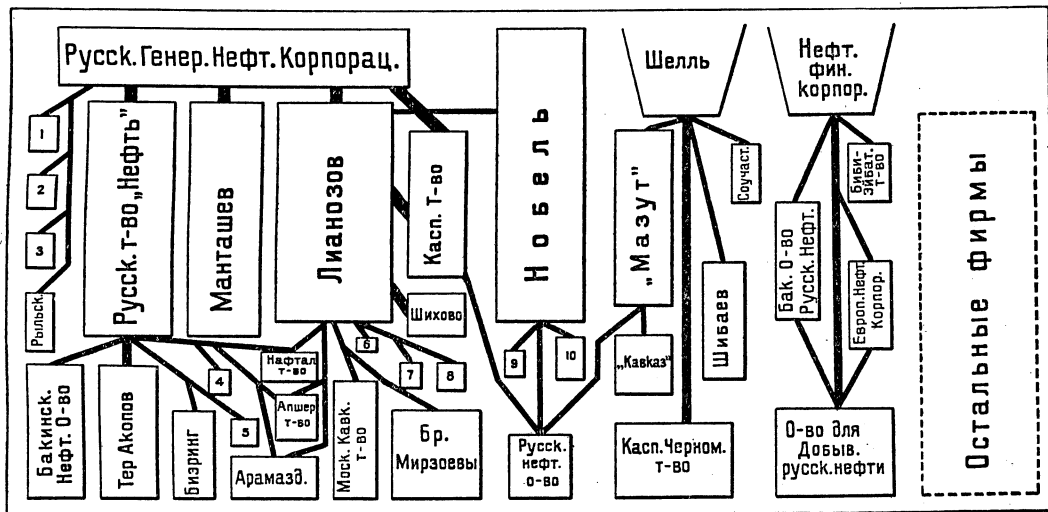 Русск. Генер. Нефт. Корпорац.
1
2
3
Рыльск.
Русск. т-во „Нефть"
Манташев
Лианозов
Касп. Т-во
Шихово
Нобель
Шелль
„Мазут"
Соучаст.
Шибаев
„Кавказ"
Нефт.
фин.
корпор.
Биби-
Эйбат.
т-во
Бак. О-во
Русск. Нефт.
Европ. Нефт.
Корпор.
Остальные фирмы
Нафтал.
т-во
4
5
6
7
8
9
10
Апшер.
т-во
Бакинск.
Нефт. О-во
Тер Акопов
Бизринг
Арамазд.
Моск. Кавк.
т-во
Бр.
Мирзоевы
Русск.
нефт.
о-во
Касп. Черном.
т-во
О-во для
Добыв.
русск. нефти